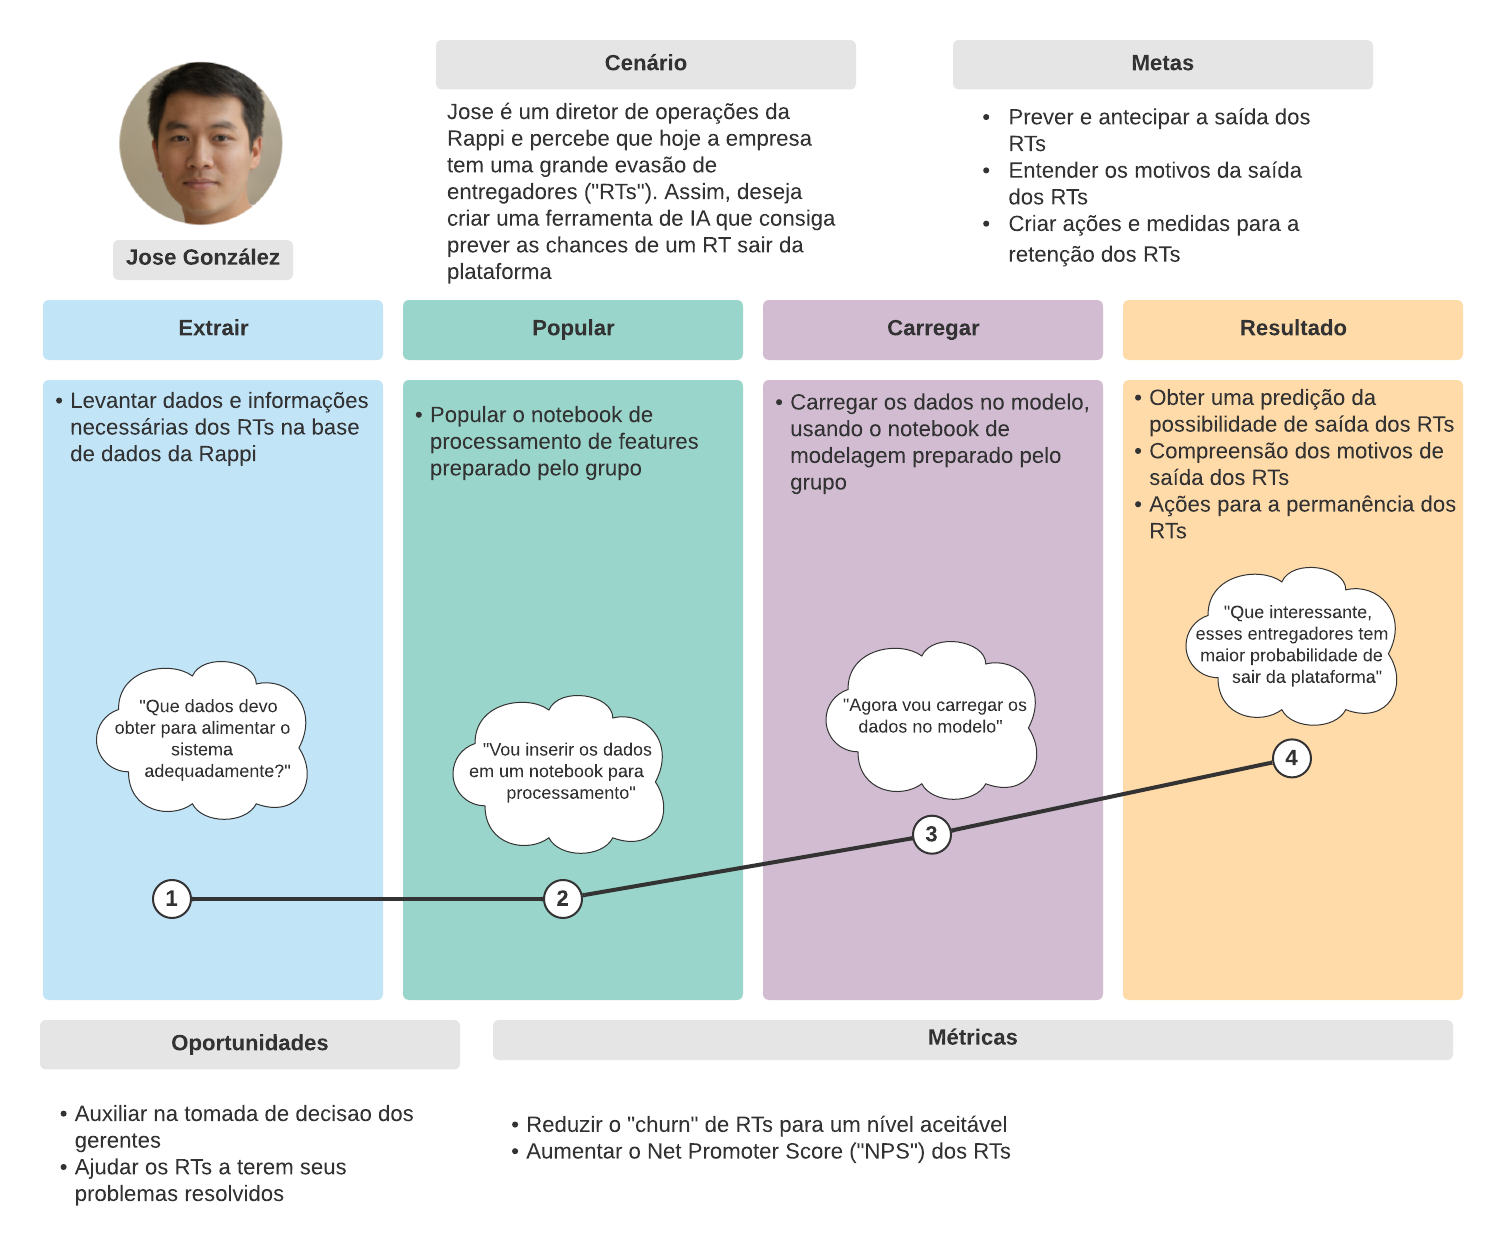 Jose González
Cenário
Jose é um diretor de operações da
Rappi e percebe que hoje a empresa
tem uma grande evasão de
entregadores ("RTs"). Assim, deseja
criar uma ferramenta de IA que consiga
prever as chances de um RT sair da
plataforma
Metas
• Prever e antecipar a saída dos
RTs
• Entender os motivos da saída
dos RTs
• Criar ações e medidas para a
retenção dos RTs
Extrair
• Levantar dados e informações
necessárias dos RTs na base
de dados da Rappi
"Que dados devo
obter para alimentar o
sistema
adequadamente?"
1
Popular
• Popular o notebook de
processamento de features
preparado pelo grupo
"Vou inserir os dados
em um notebook para
processamento"
2
Carregar
• Carregar os dados no modelo,
usando o notebook de
modelagem preparado pelo
grupo
"Agora vou carregar os
dados no modelo"
3
Resultado
• Obter uma predição da
possibilidade de saída dos RTs
• Compreensão dos motivos de
saída dos RTs
• Ações para a permanência dos
RTs
"Que interessante,
esses entregadores tem
maior probabilidade de
sair da plataforma"
4
Oportunidades
• Auxiliar na tomada de decisao dos
gerentes
• Ajudar os RTs a terem seus
problemas resolvidos
Métricas
• Reduzir o "churn" de RTs para um nível aceitável
• Aumentar o Net Promoter Score ("NPS") dos RTs